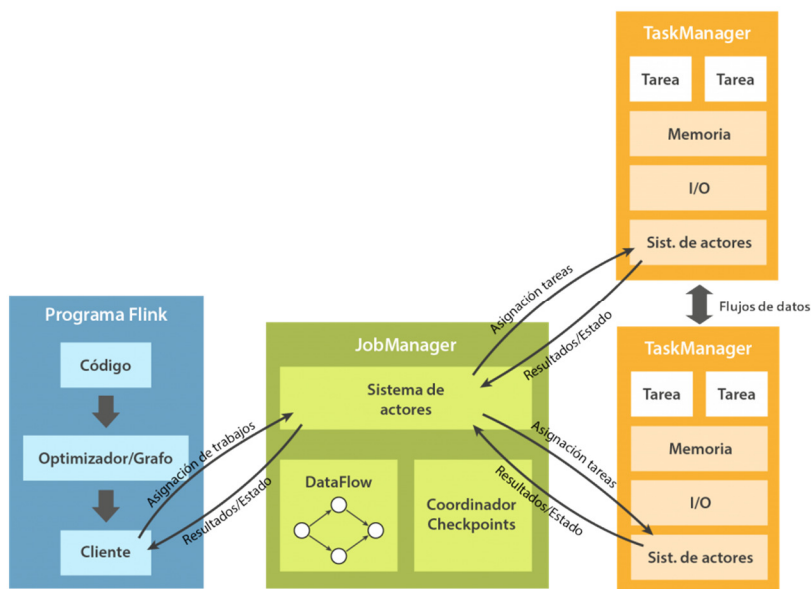 Programa Flink
Código
Optimizador/Grafo
Cliente
Asignación de trabajos
Resultados/Estado
JobManager
Sistema de
actores
DataFlow
Coordinador
Checkpoints
Asignación tareas
Resultados/Estado
Asignación tareas
Resultados/Estado
TaskManager
Tarea
Tarea
Memoria
I/O
Sist. de actores
Flujos de datos
TaskManager
Tarea
Tarea
Memoria
I/O
Sist. de actores